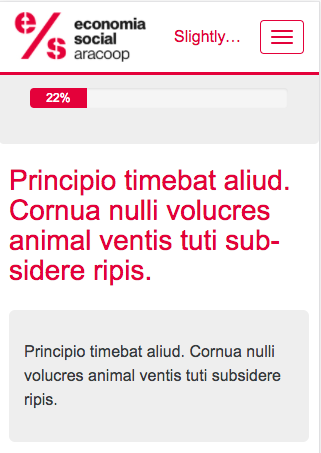 e/s economia
social
aracoop
Slightly...
22%
Principio timebat aliud.
Cornua nulli volucres
animal ventis tuti sub-
sidere ripis.
Principio timebat aliud. Cornua nulli
volucres animal ventis tuti subsidere
ripis.